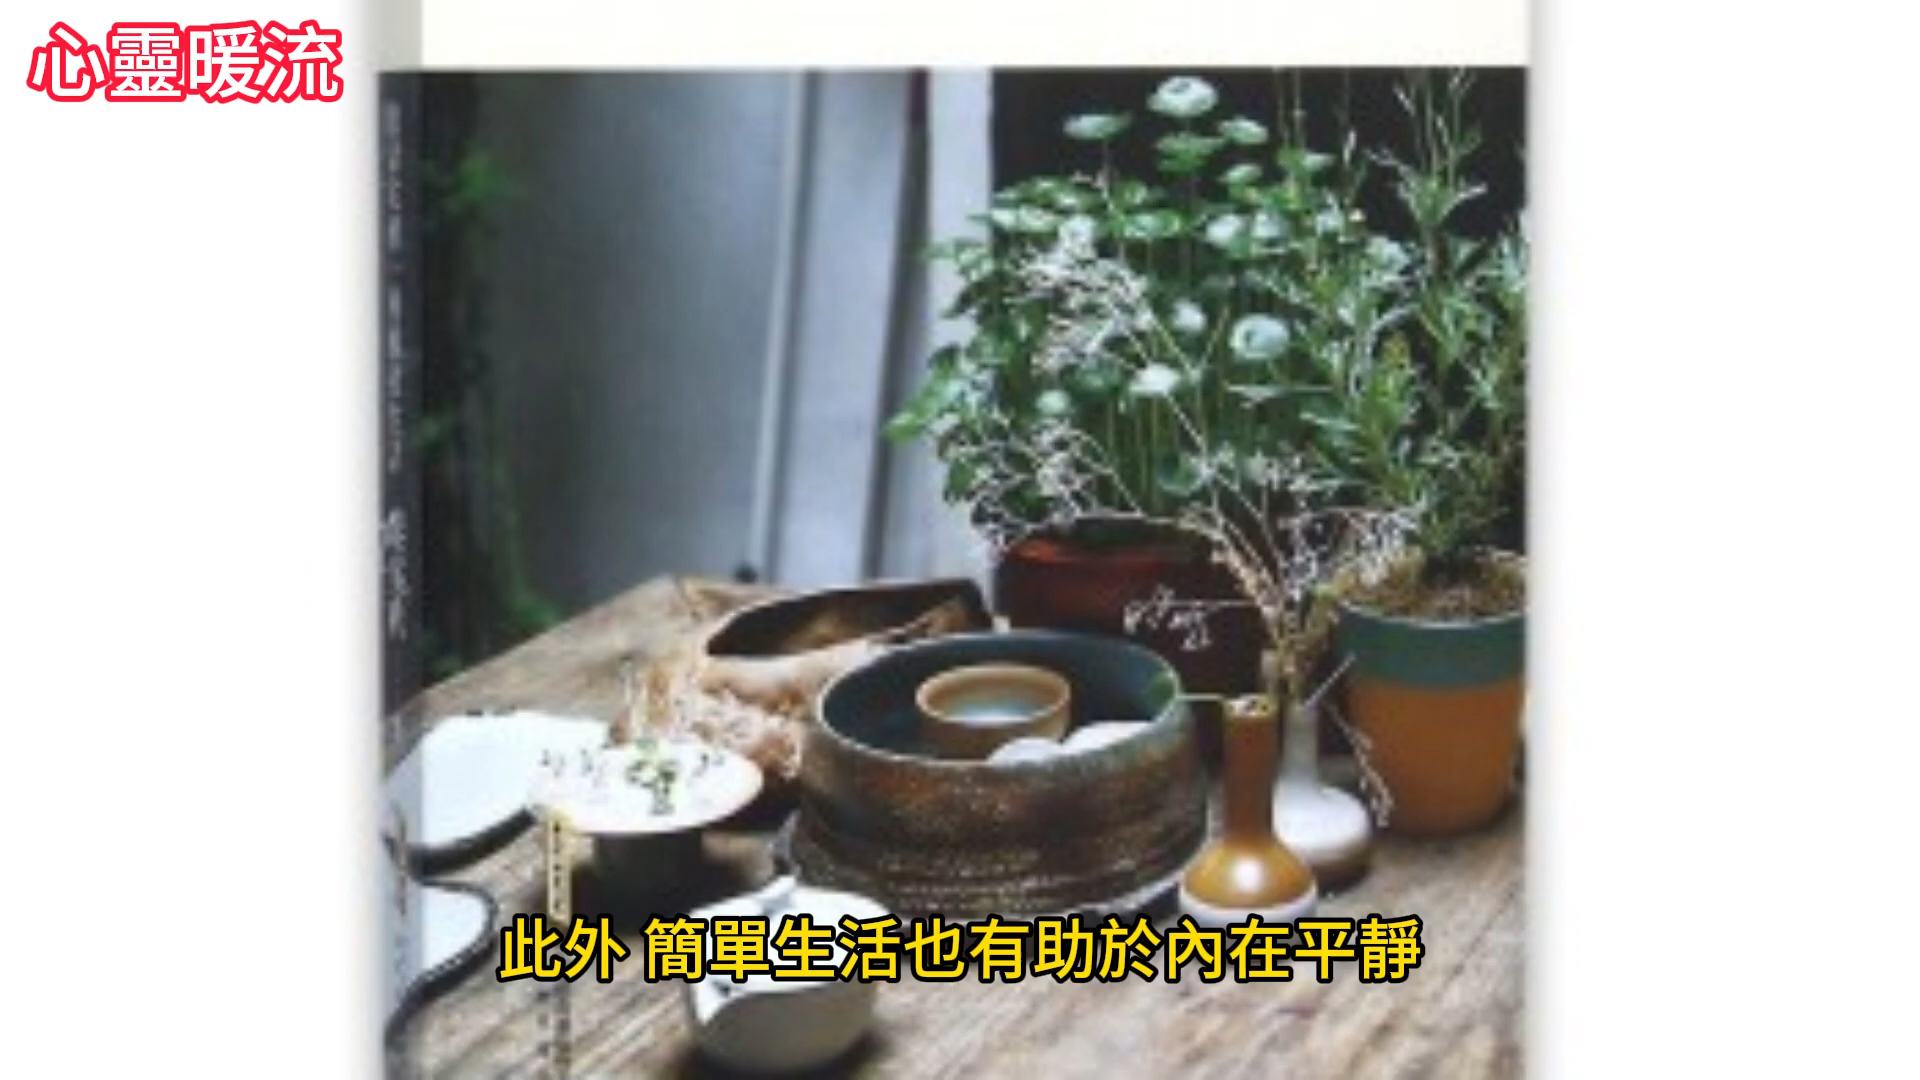 心靈暖流
此外 簡單生活也有助於內在平靜